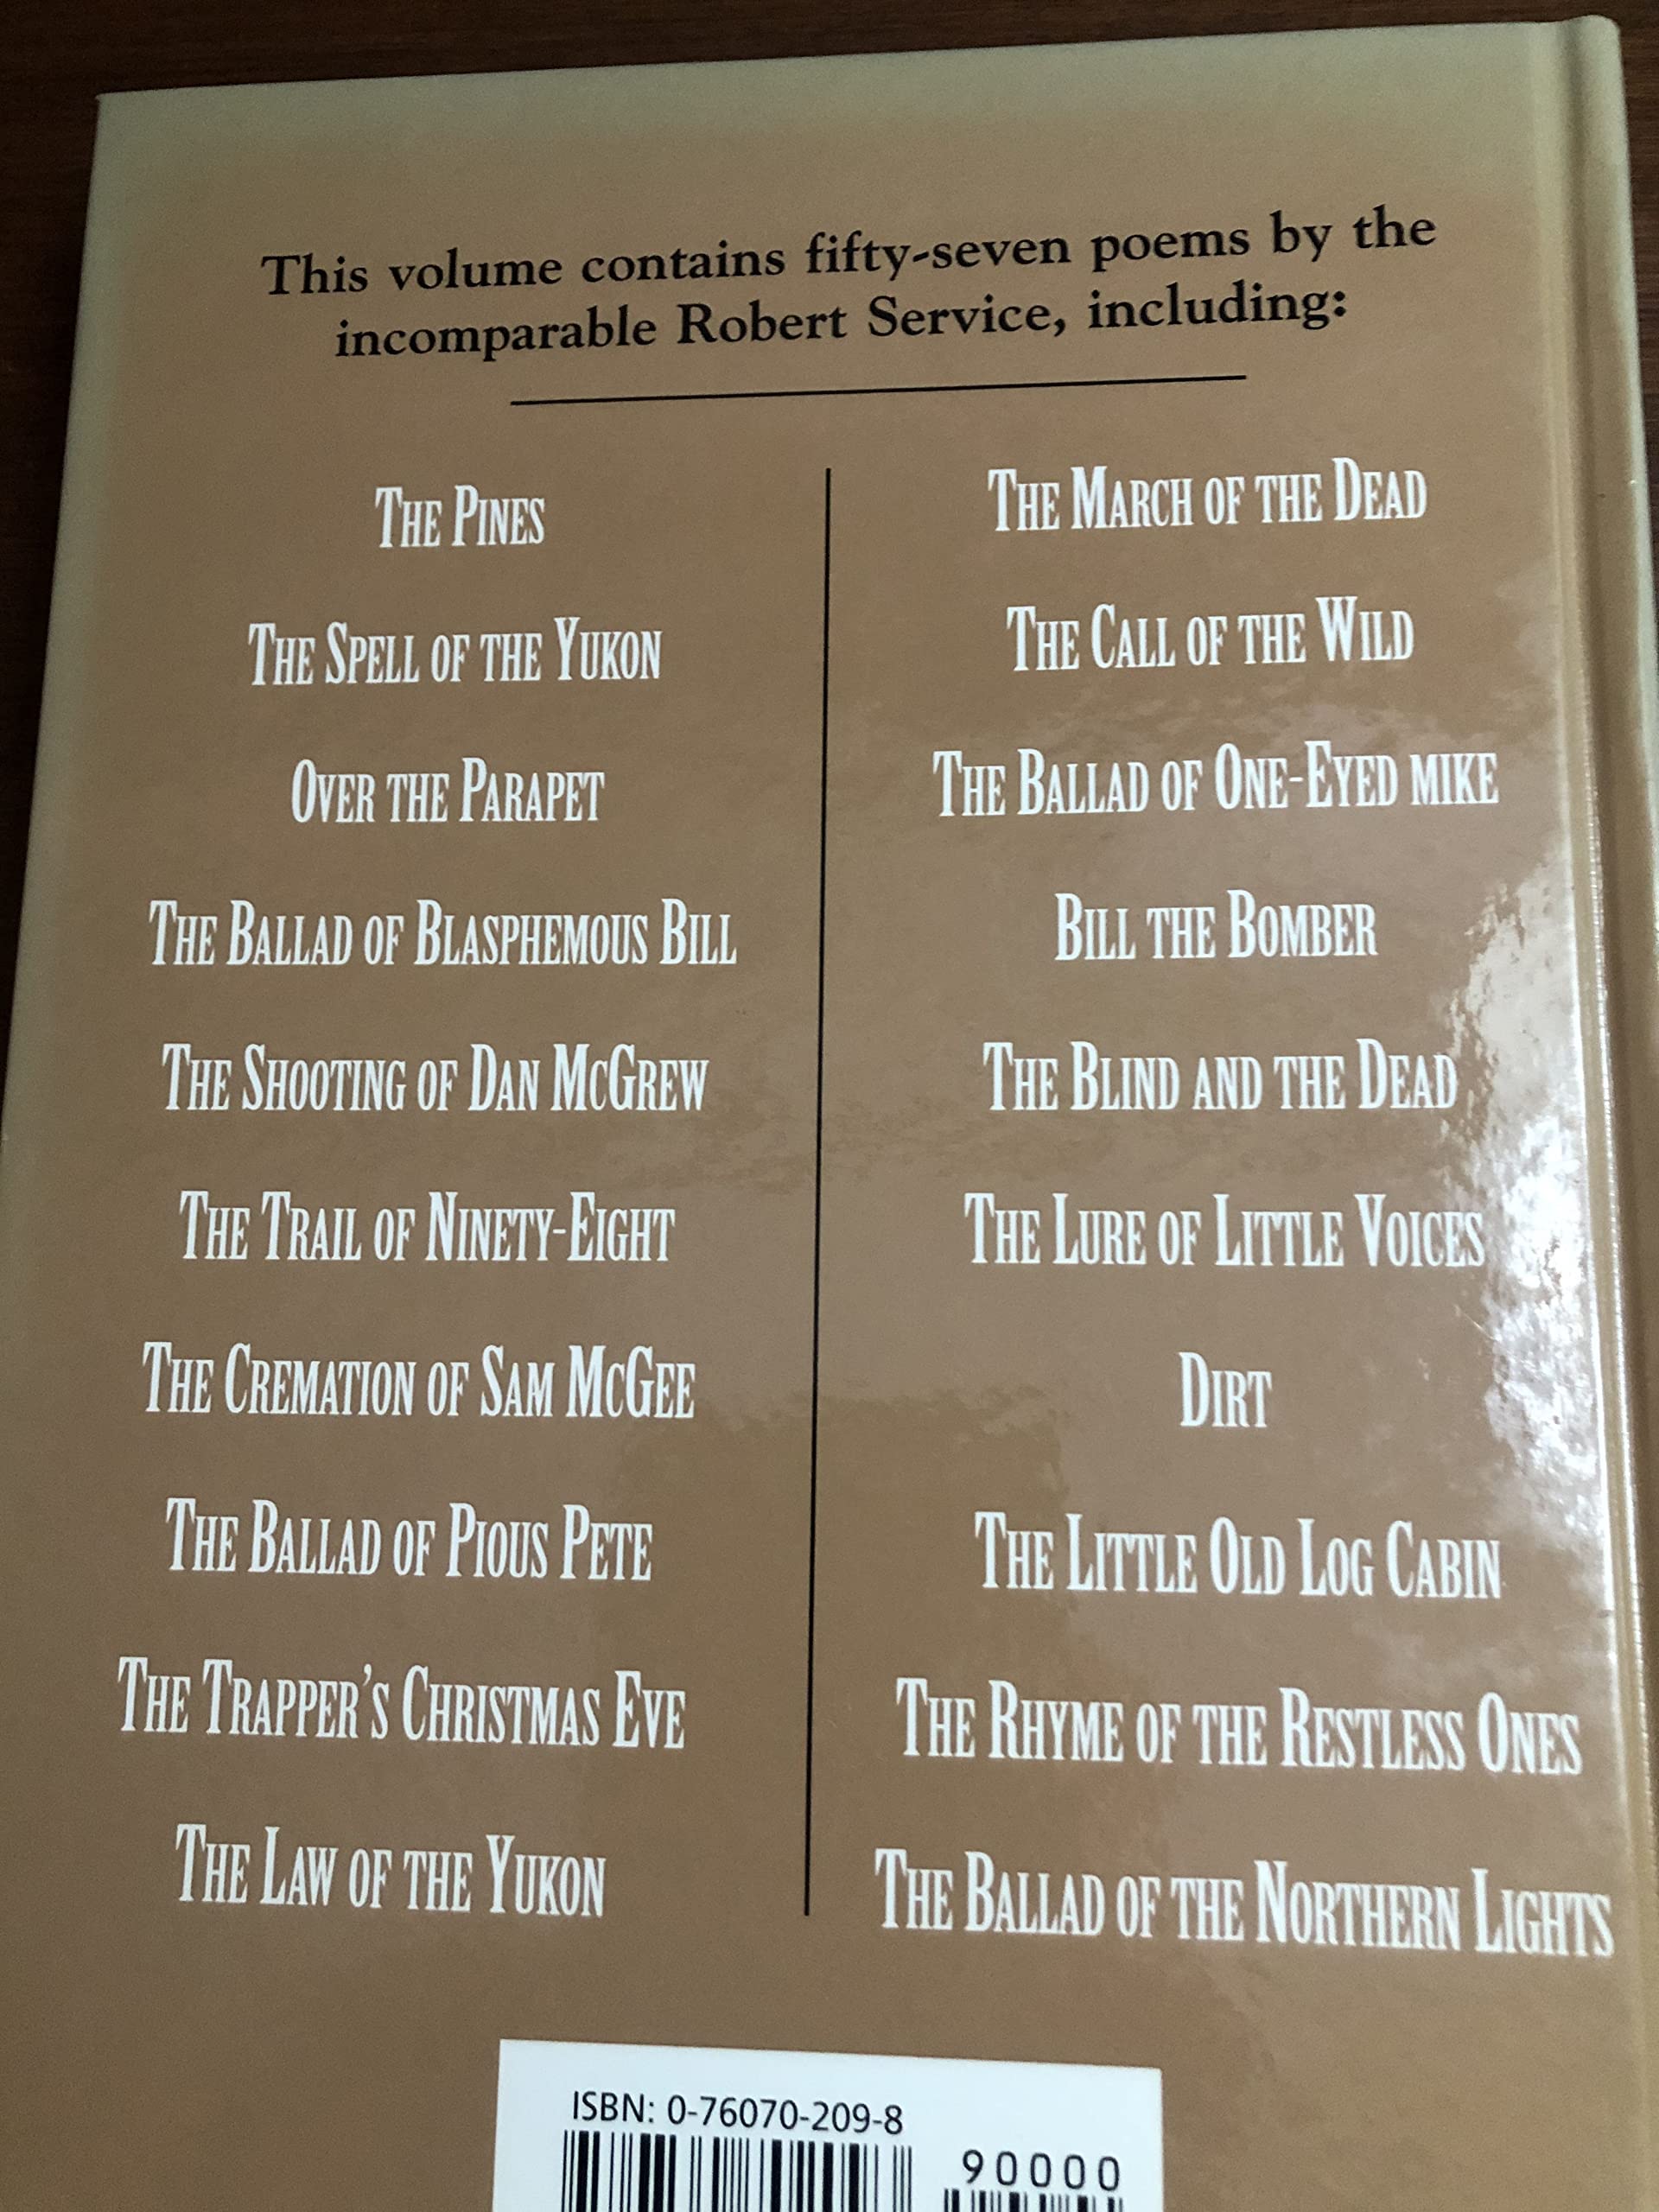 This volume contains fifty-seven poems by the
incomparable Robert Service, including:
The Pines
The Spell of the Yukon
Over the Parapet
The Ballad of Blasphemous Bill
The Shooting of Dan McGrew
The Trail of Ninety-Eight
The Cremation of Sam McGee
The Ballad of Pious Pete
The Trapper's Christmas Eve
The Law of the Yukon
The March of the Dead
The Call of the Wild
The Ballad of One-Eyed mike
Bill the Bomber
The Blind and the Dead
The Lure of Little Voices
Dirt
The Little Old Log Cabin
The Rhyme of the Restless Ones
The Ballad of the Northern Lights
ISBN: 0-76070-209-8
90000